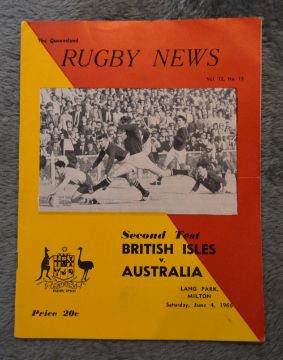 The Queensland
RUGBY NEWS
Vol. 12, No. 15
Second Test
BRITISH ISLES
v.
AUSTRALIA
LANG PARK,
MILTON
Saturday, June 4, 1966
Price 20c